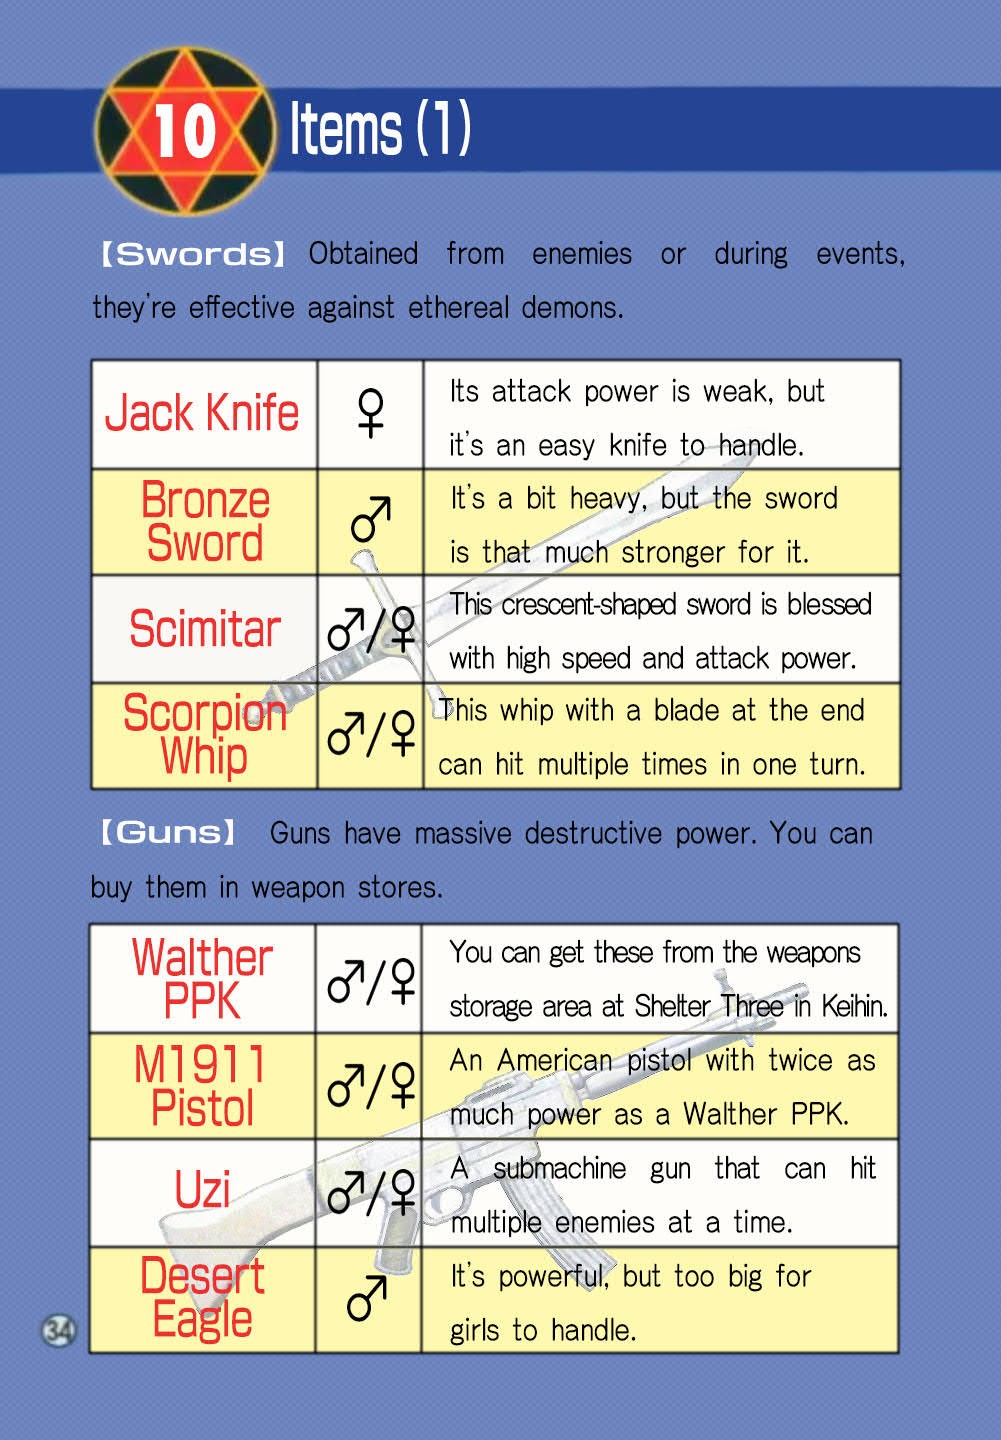 10 Items (1)
【Swords】 Obtained from enemies or during events,
they're effective against ethereal demons.
Jack Knife
♀
Its attack power is weak, but
it's an easy knife to handle.
Bronze
Sword
♂
It's a bit heavy, but the sword
is that much stronger for it.
Scimitar
♂/♀
This crescent-shaped sword is blessed
with high speed and attack power.
Scorpion
Whip
♂/♀
This whip with a blade at the end
can hit multiple times in one turn.
【Guns】 Guns have massive destructive power. You can
buy them in weapon stores.
Walther
PPK
♂/♀
You can get these from the weapons
storage area at Shelter Three in Keihin.
M1911
Pistol
♂/♀
An American pistol with twice as
much power as a Walther PPK.
Uzi
♂/♀
A submachine gun that can hit
multiple enemies at a time.
Desert
Eagle
♂
It's powerful, but too big for
girls to handle.
34